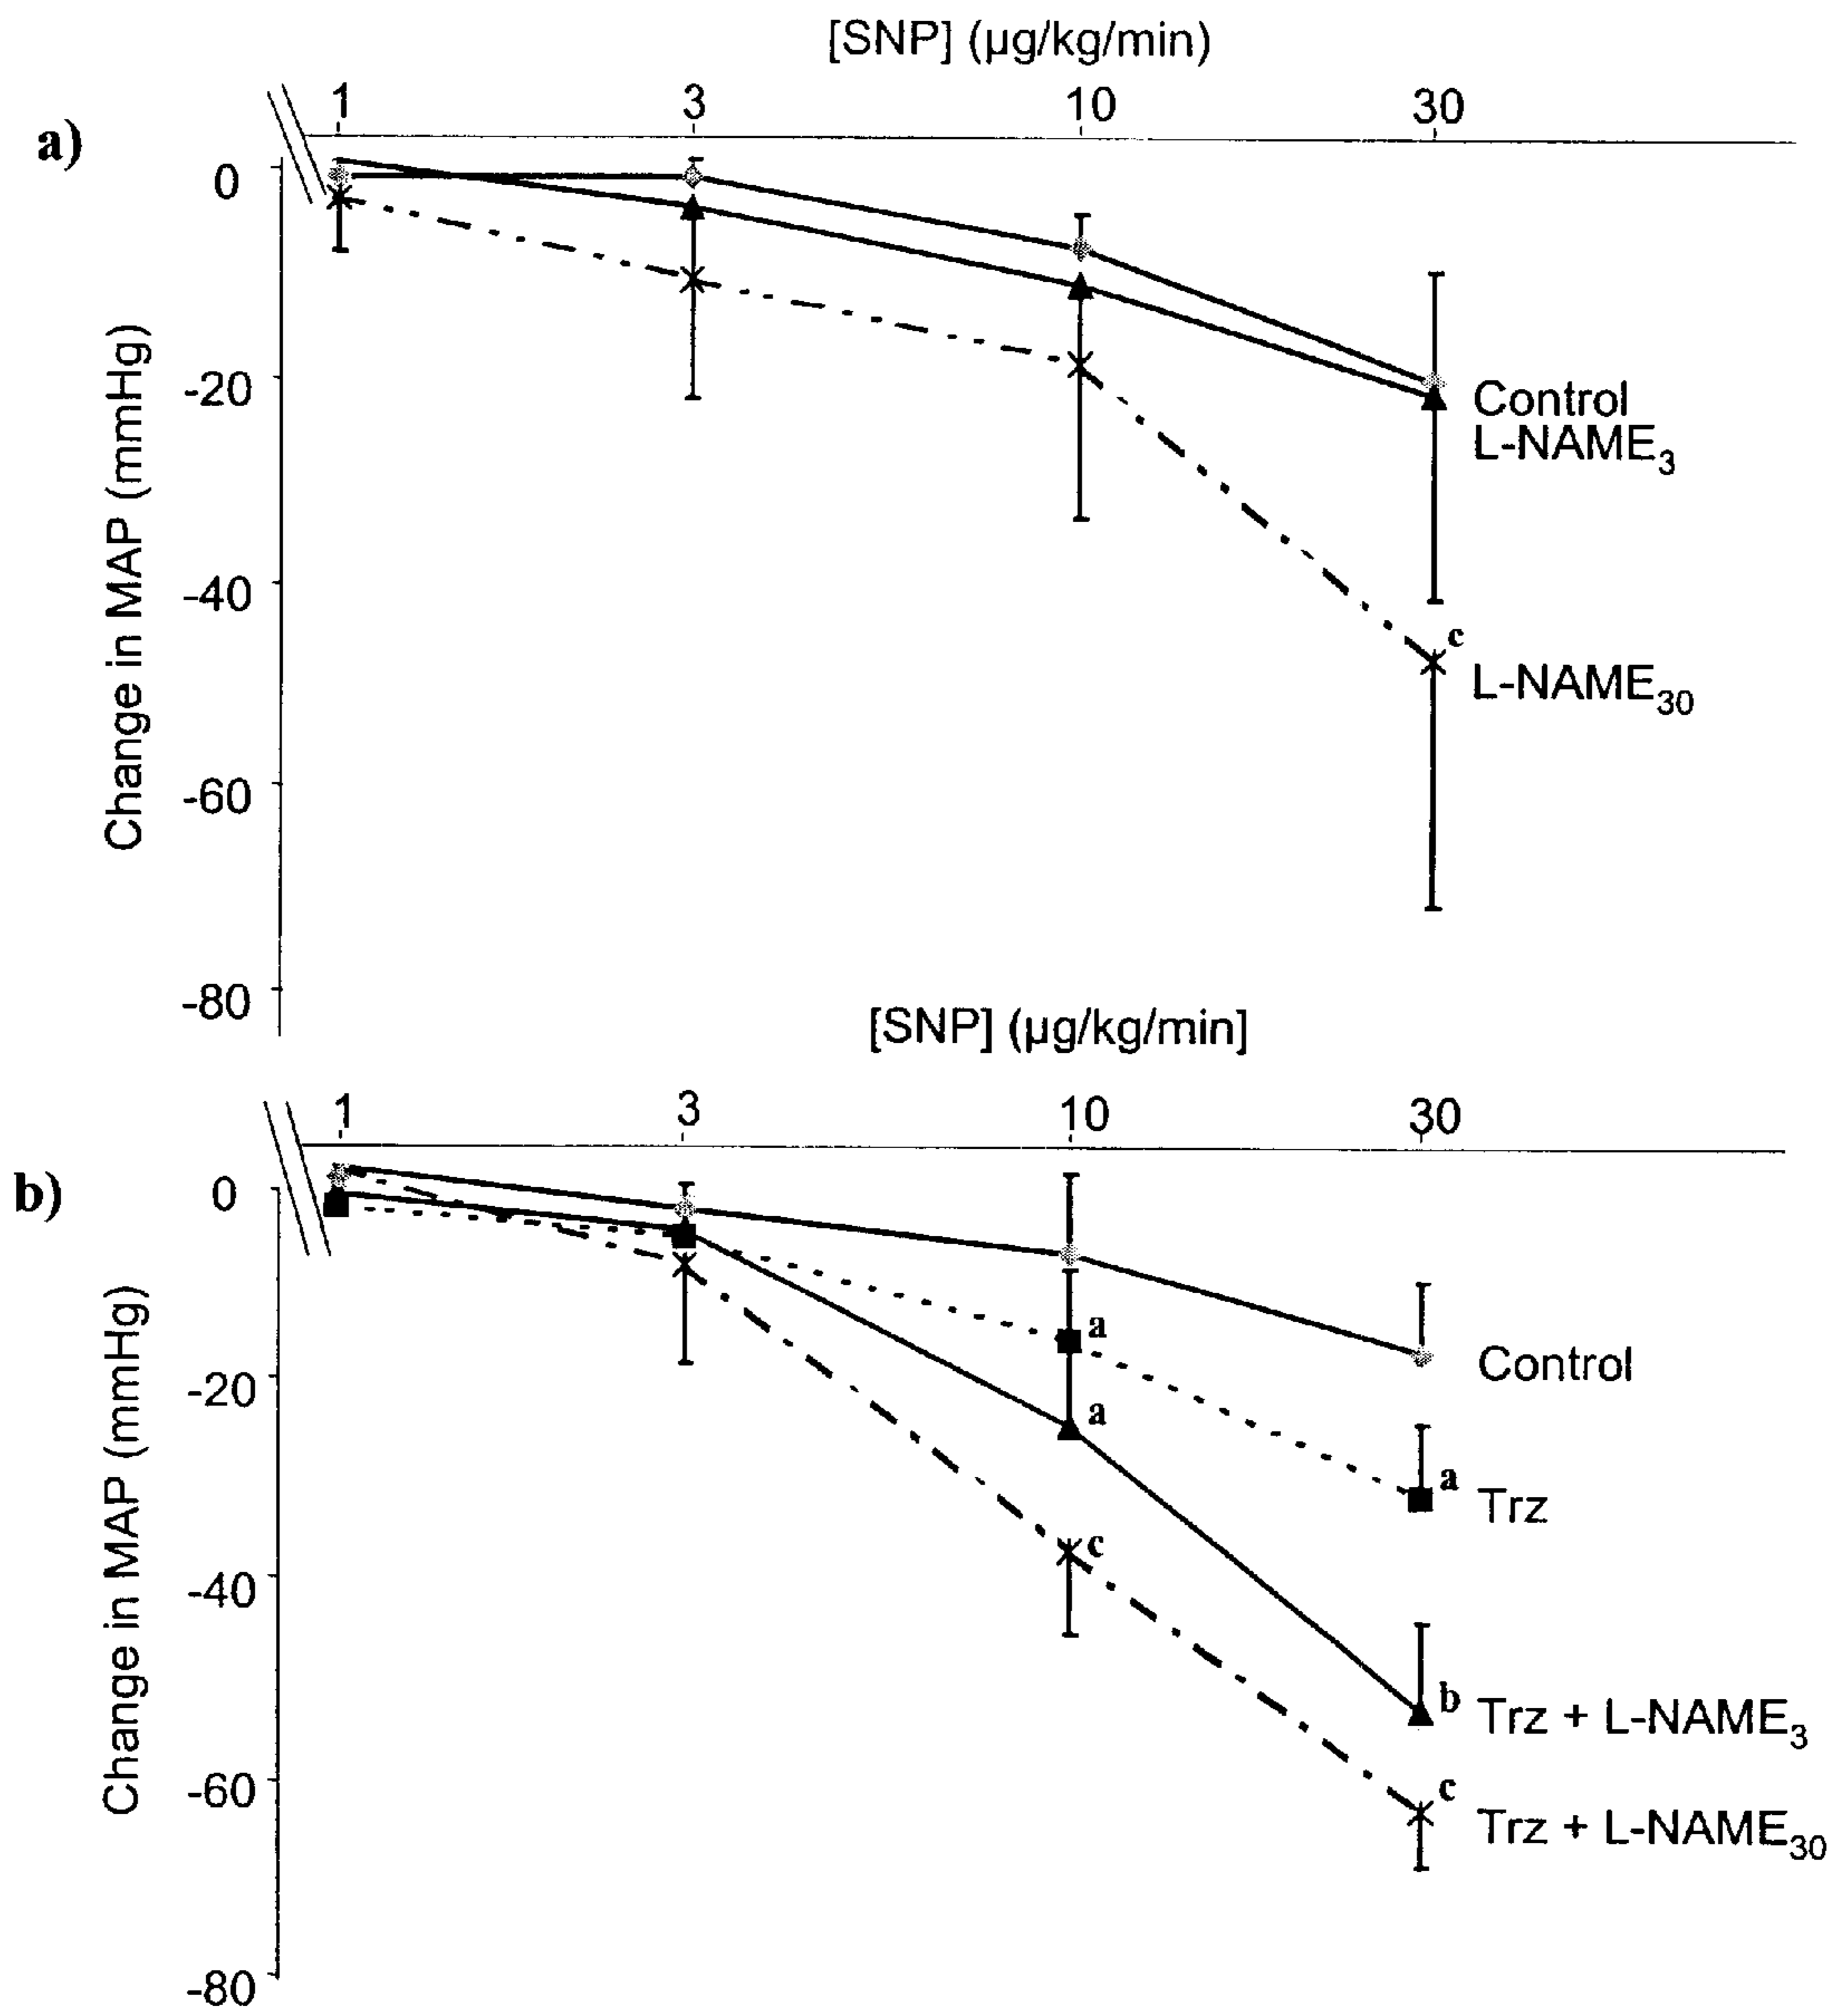 [SNP] (µg/kg/min)
1 3 10 30
a)
0
-20
-40
-60
-80
Change in MAP (mmHg)
Control
L-NAME3
c
L-NAME30
[SNP] (µg/kg/min]
1 3 10 30
b)
0
-20
-40
-60
-80
Change in MAP (mmHg)
Control
a
a
a Trz
c
b Trz + L-NAME3
c
Trz + L-NAME30